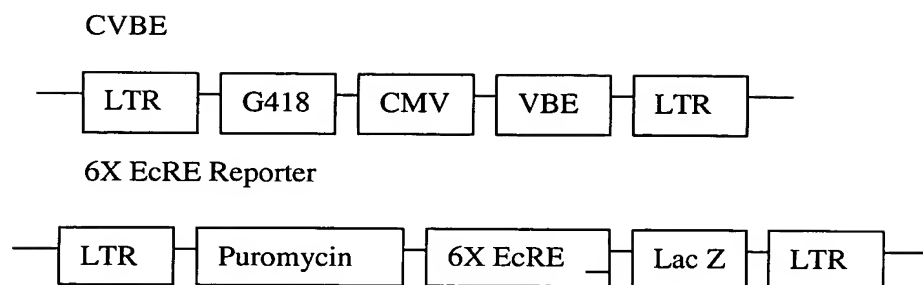 CVBE
LTR G418 CMV VBE LTR
6X EcRE Reporter
LTR Puromycin 6X EcRE Lac Z LTR